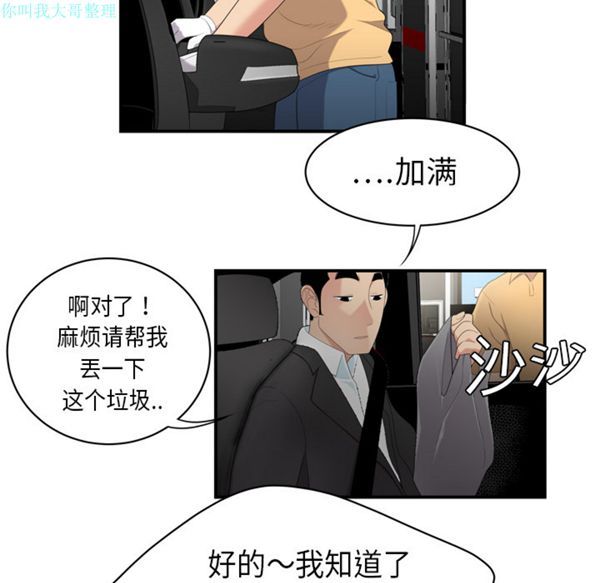 你叫我大哥整理
....加满
啊对了！
麻烦请帮我
丢一下
这个垃圾..
沙沙
好的～我知道了